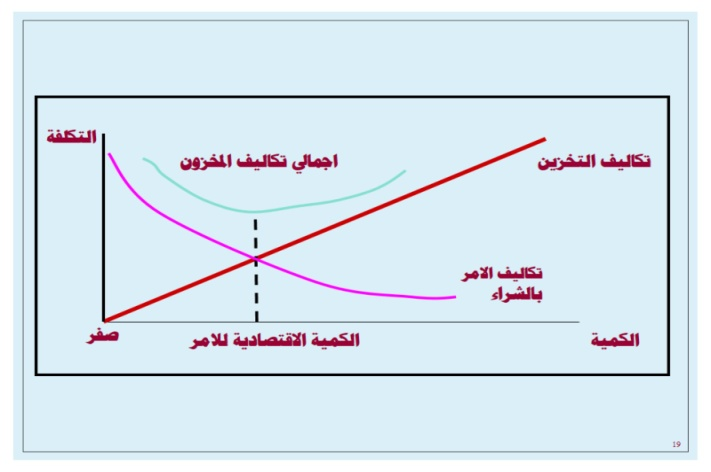 التكلفة
اجمالي تكاليف المخزون
تكاليف التخزين
تكاليف الامر
بالشراء
صفر
الكمية الاقتصادية للامر
الكمية
19